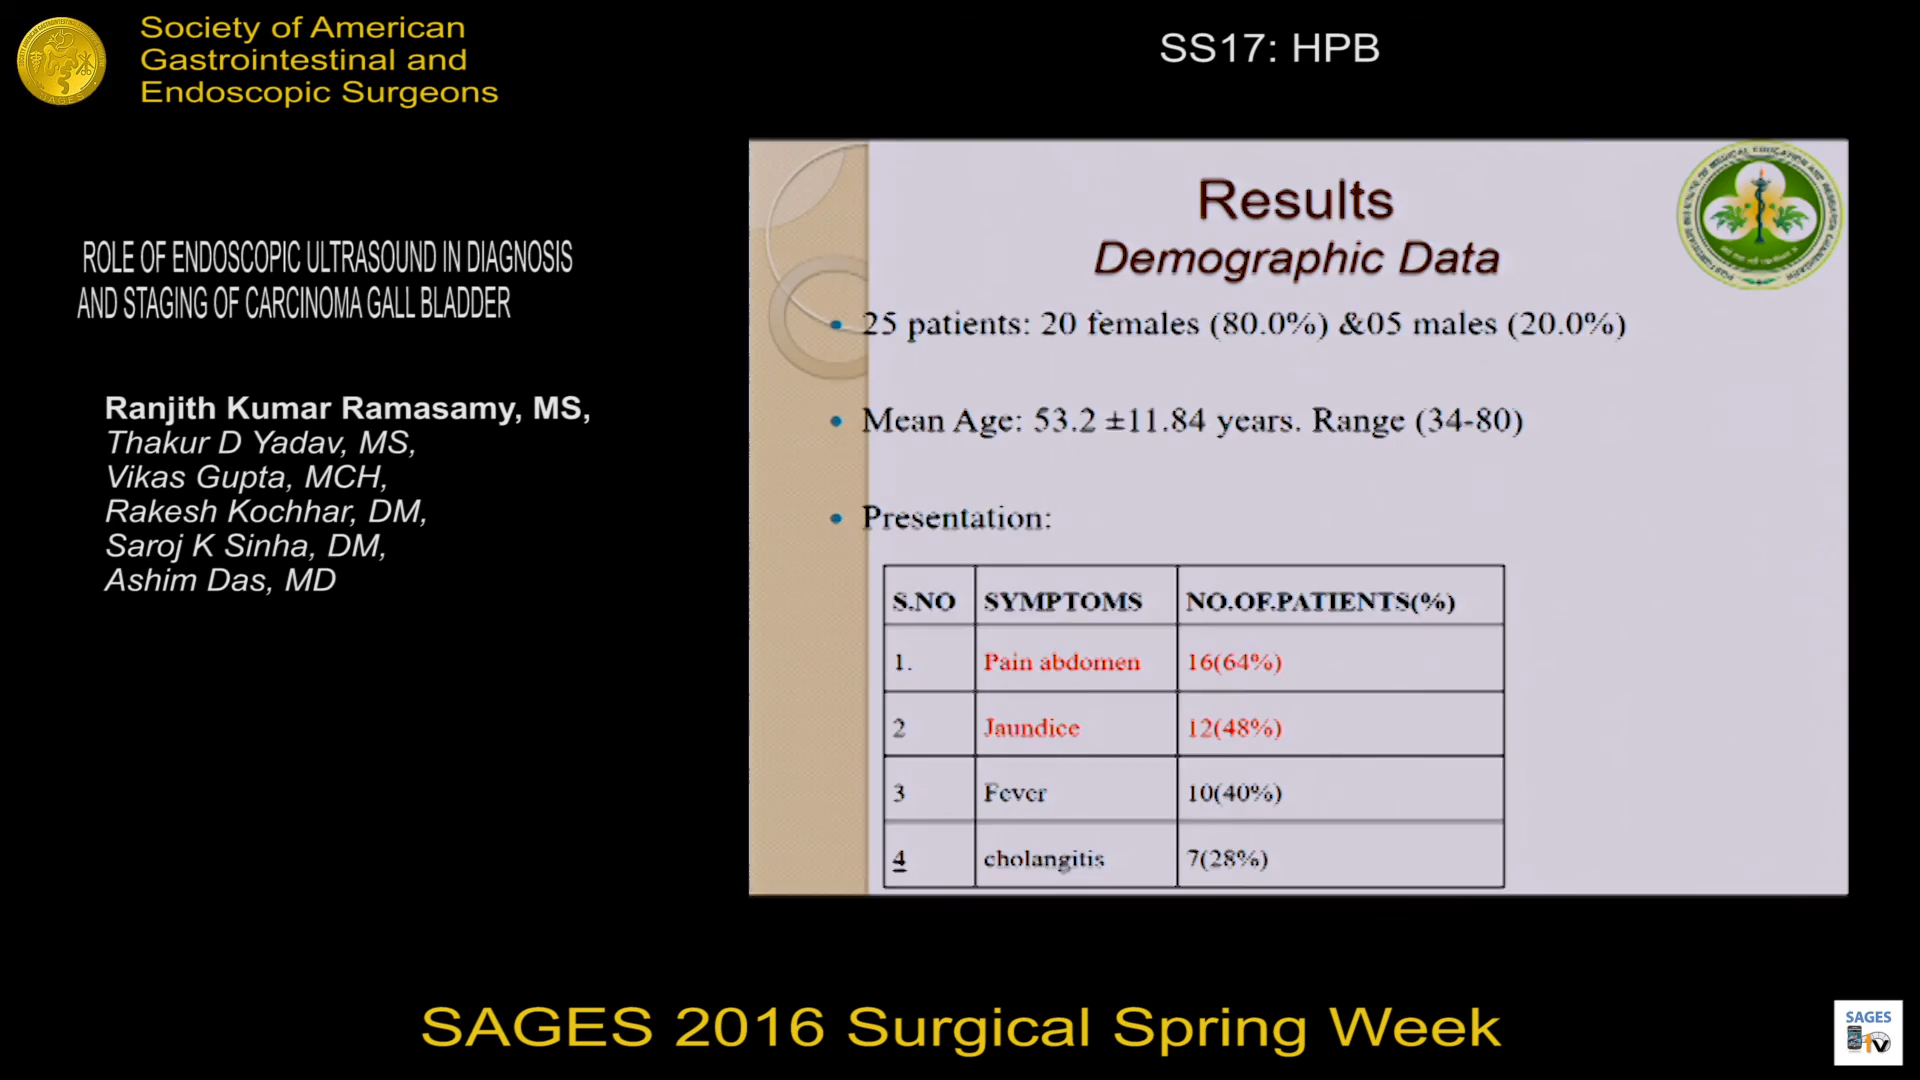 Society of American
Gastrointestinal and
Endoscopic Surgeons
SS17: HPB
ROLE OF ENDOSCOPIC ULTRASOUND IN DIAGNOSIS
AND STAGING OF CARCINOMA GALL BLADDER
Ranjith Kumar Ramasamy, MS,
Thakur D Yadav, MS,
Vikas Gupta, MCH,
Rakesh Kochhar, DM,
Saroj K Sinha, DM,
Ashim Das, MD
Results
Demographic Data
• 25 patients: 20 females (80.0%) &05 males (20.0%)
• Mean Age: 53.2 ±11.84 years. Range (34-80)
• Presentation:
S.NO SYMPTOMS NO.OF.PATIENTS(%)
1. Pain abdomen 16(64%)
2 Jaundice 12(48%)
3 Fever 10(40%)
4 cholangitis 7(28%)
SAGES 2016 Surgical Spring Week
SAGES
TV